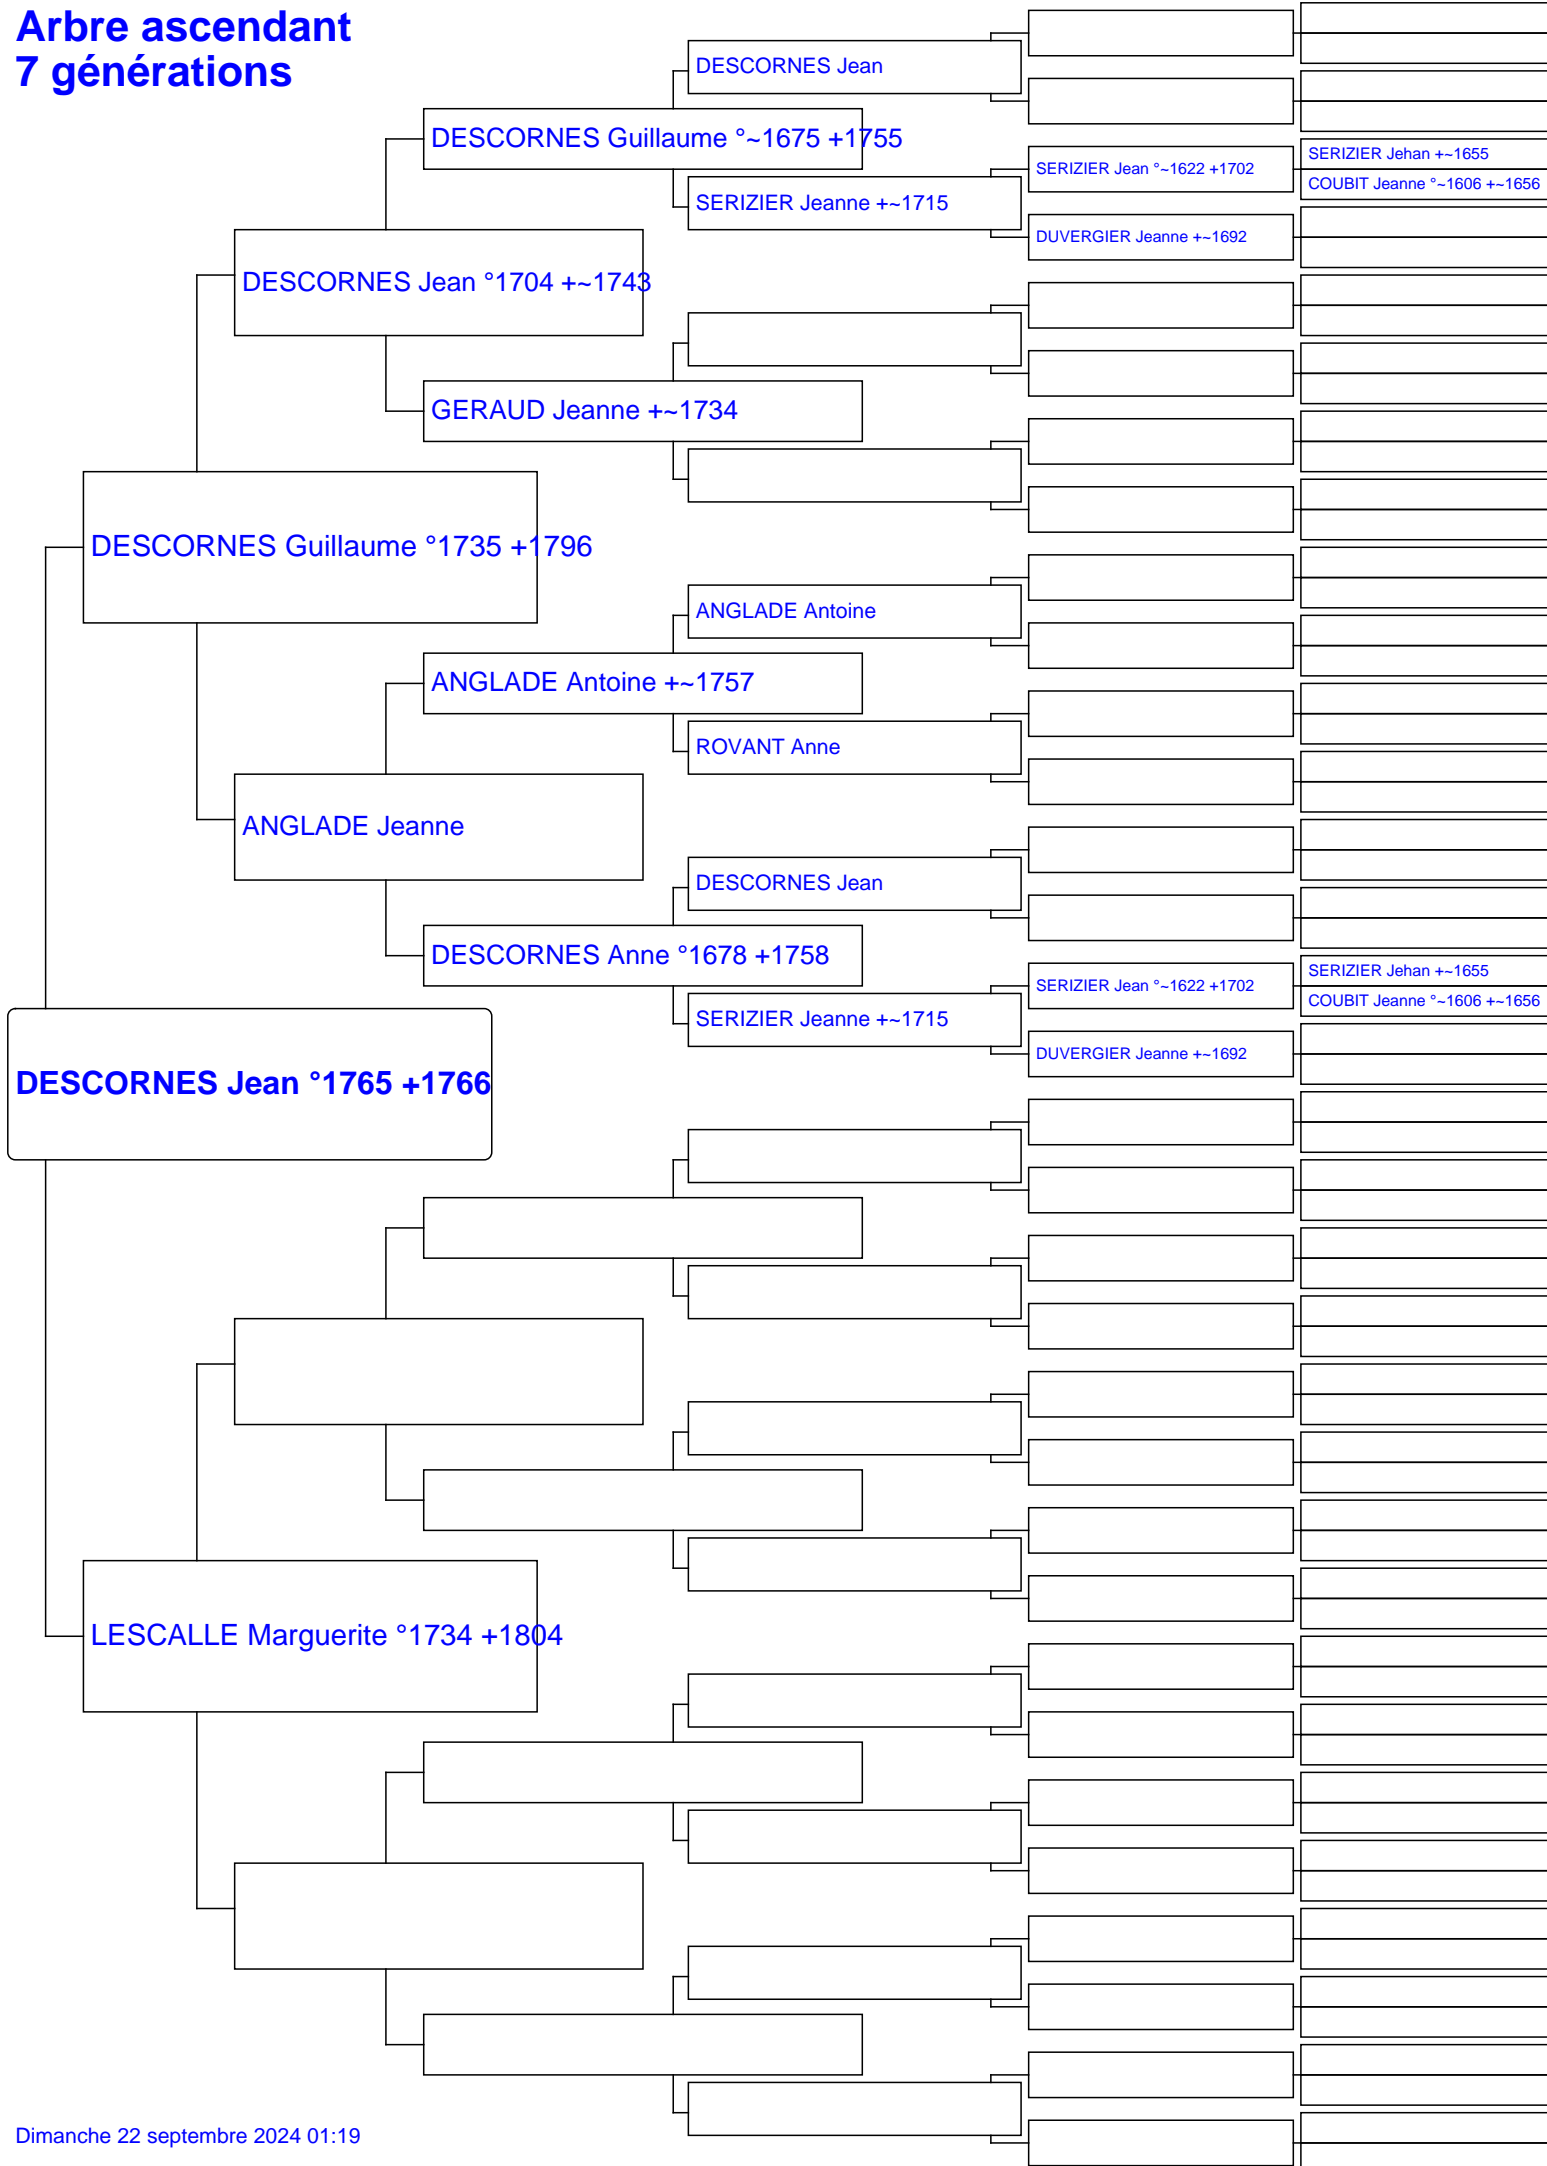 Arbre ascendant
7 générations
DESCORNES Jean
DESCORNES Guillaume °~1675 +1755
SERIZIER Jean °~1622 +1702
SERIZIER Jehan +~1655
COUBIT Jeanne °~1606 +~1656
SERIZIER Jeanne +~1715
DUVERGIER Jeanne +~1692
DESCORNES Jean °1704 +~1743
GERAUD Jeanne +~1734
DESCORNES Guillaume °1735 +1796
ANGLADE Antoine
ANGLADE Antoine +~1757
ROVANT Anne
ANGLADE Jeanne
DESCORNES Jean
DESCORNES Anne °1678 +1758
SERIZIER Jean °~1622 +1702
SERIZIER Jehan +~1655
COUBIT Jeanne °~1606 +~1656
SERIZIER Jeanne +~1715
DUVERGIER Jeanne +~1692
DESCORNES Jean °1765 +1766
LESCALLE Marguerite °1734 +1804
Dimanche 22 septembre 2024 01:19